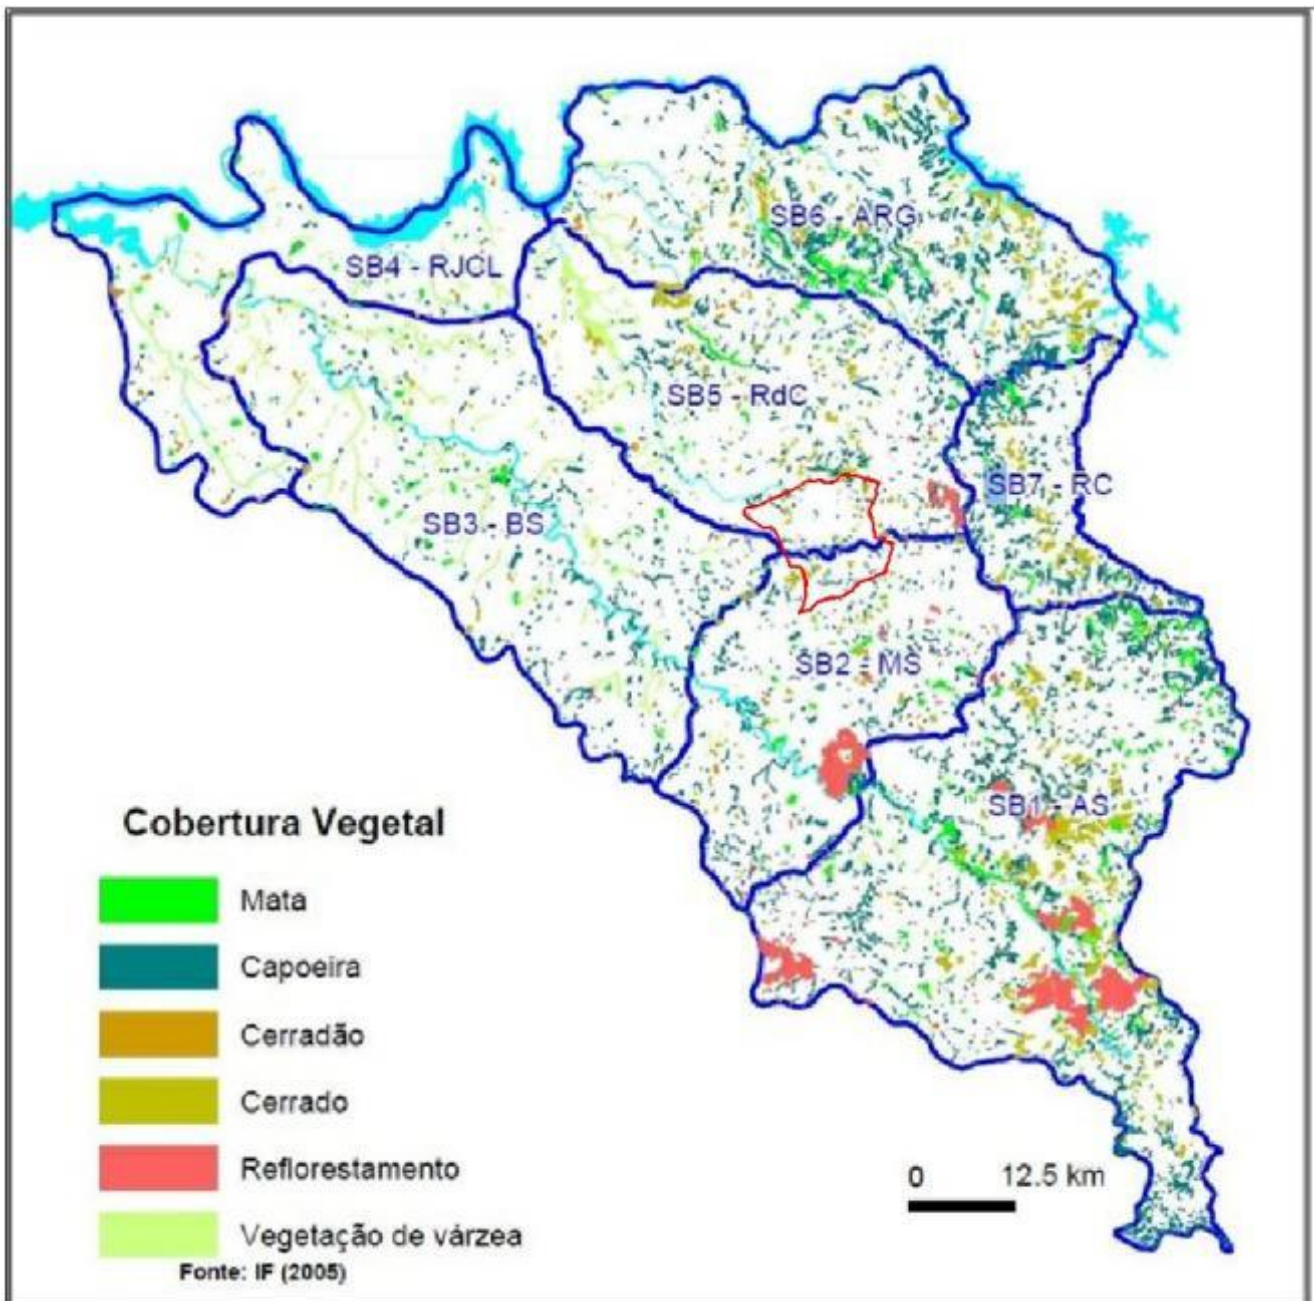 SB6 - ARG
SB4 - RJCL
SB5 - RdC
SB7 - RC
SB3 - BS
SB2 - MS
SB1 - AS
Cobertura Vegetal
Mata
Capoeira
Cerradão
Cerrado
Reflorestamento
Vegetação de várzea
Fonte: IF (2005)
0 12.5 km